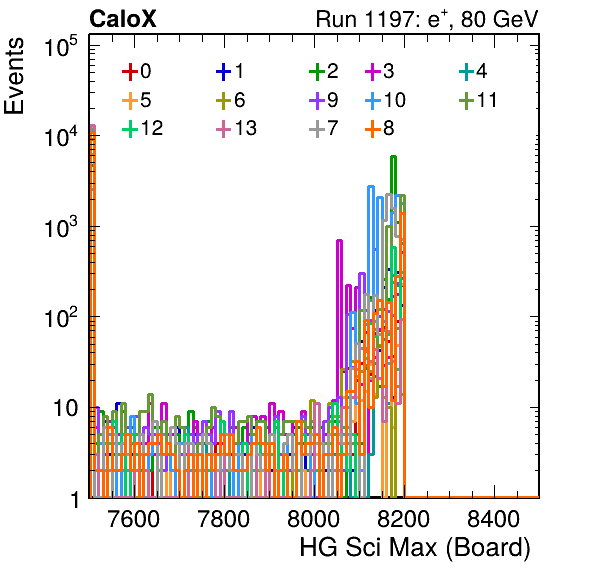 CaloX Run 1197: e⁺, 80 GeV
Events
10⁵
10⁴
10³
10²
10
1
0 1 2 3 4
5 6 9 10 11
12 13 7 8
7600 7800 8000 8200 8400
HG Sci Max (Board)